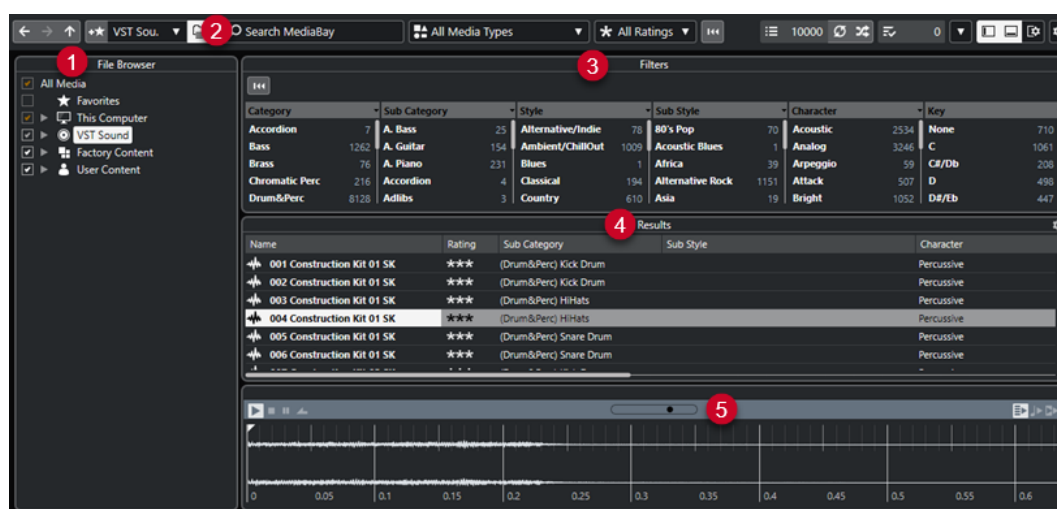 VST Sou. 2 Search MediaBay All Media Types All Ratings 10000 0
1 File Browser
All Media
Favorites
This Computer
VST Sound
Factory Content
User Content
3 Filters
Category Sub Category Style Sub Style Character Key
Accordion 7 A. Bass 25 Alternative/Indie 78 80's Pop 70 Acoustic 2534 None 710
Bass 1262 A. Guitar 154 Ambient/ChillOut 1009 Acoustic Blues 1 Analog 3246 C 1061
Brass 76 A. Piano 231 Blues 1 Africa 39 Arpeggio 59 C#/Db 208
Chromatic Perc 216 Accordion 4 Classical 194 Alternative Rock 1151 Attack 507 D 498
Drum&Perc 8128 Adlibs 3 Country 610 Asia 19 Bright 1052 D#/Eb 447
4 Results
Name Rating Sub Category Sub Style Character
001 Construction Kit 01 SK ★★★ (Drum&Perc) Kick Drum Percussive
002 Construction Kit 01 SK ★★★ (Drum&Perc) Kick Drum Percussive
003 Construction Kit 01 SK ★★★ (Drum&Perc) HiHats Percussive
004 Construction Kit 01 SK ★★★ (Drum&Perc) HiHats Percussive
005 Construction Kit 01 SK ★★★ (Drum&Perc) Snare Drum Percussive
006 Construction Kit 01 SK ★★★ (Drum&Perc) Snare Drum Percussive
5
0 0.05 0.1 0.15 0.2 0.25 0.3 0.35 0.4 0.45 0.5 0.55 0.6